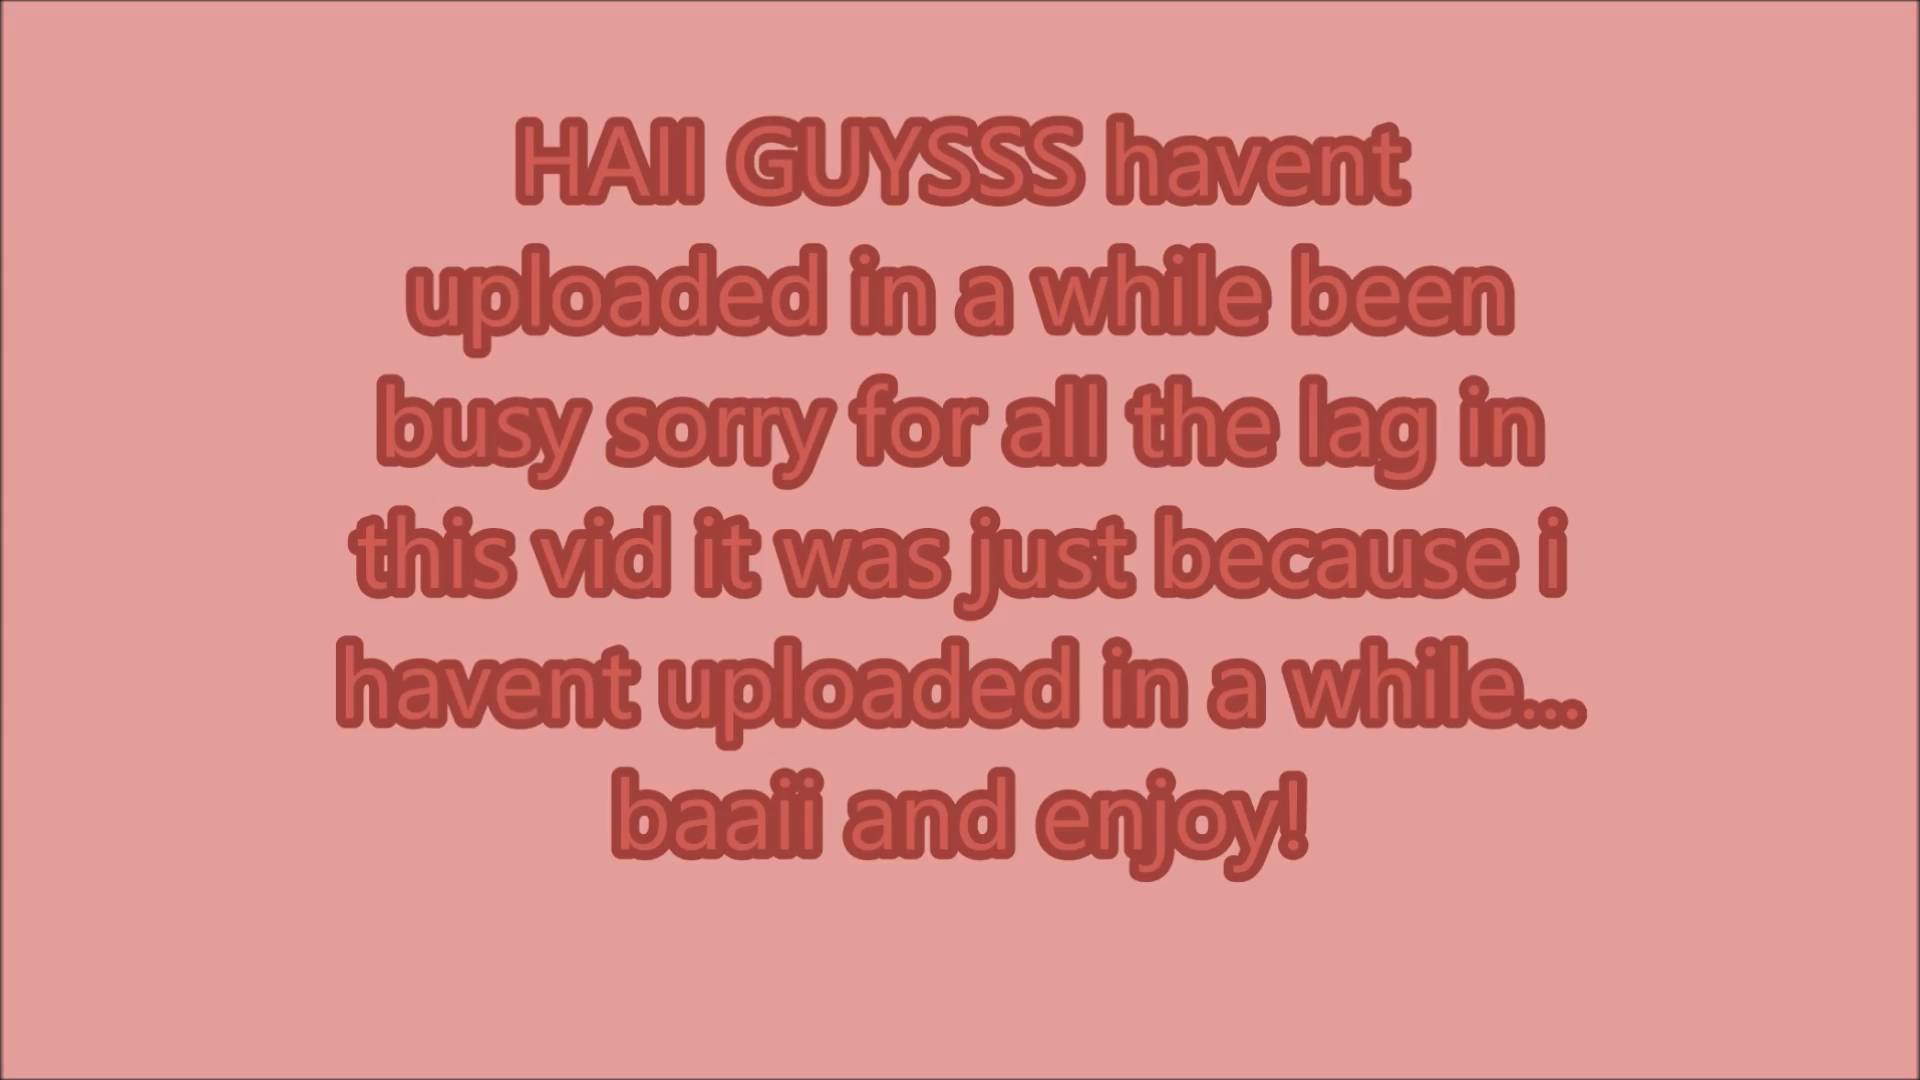 HAII GUYSSS havent
uploaded in a while been
busy sorry for all the lag in
this vid it was just because i
havent uploaded in a while...
baaii and enjoy!